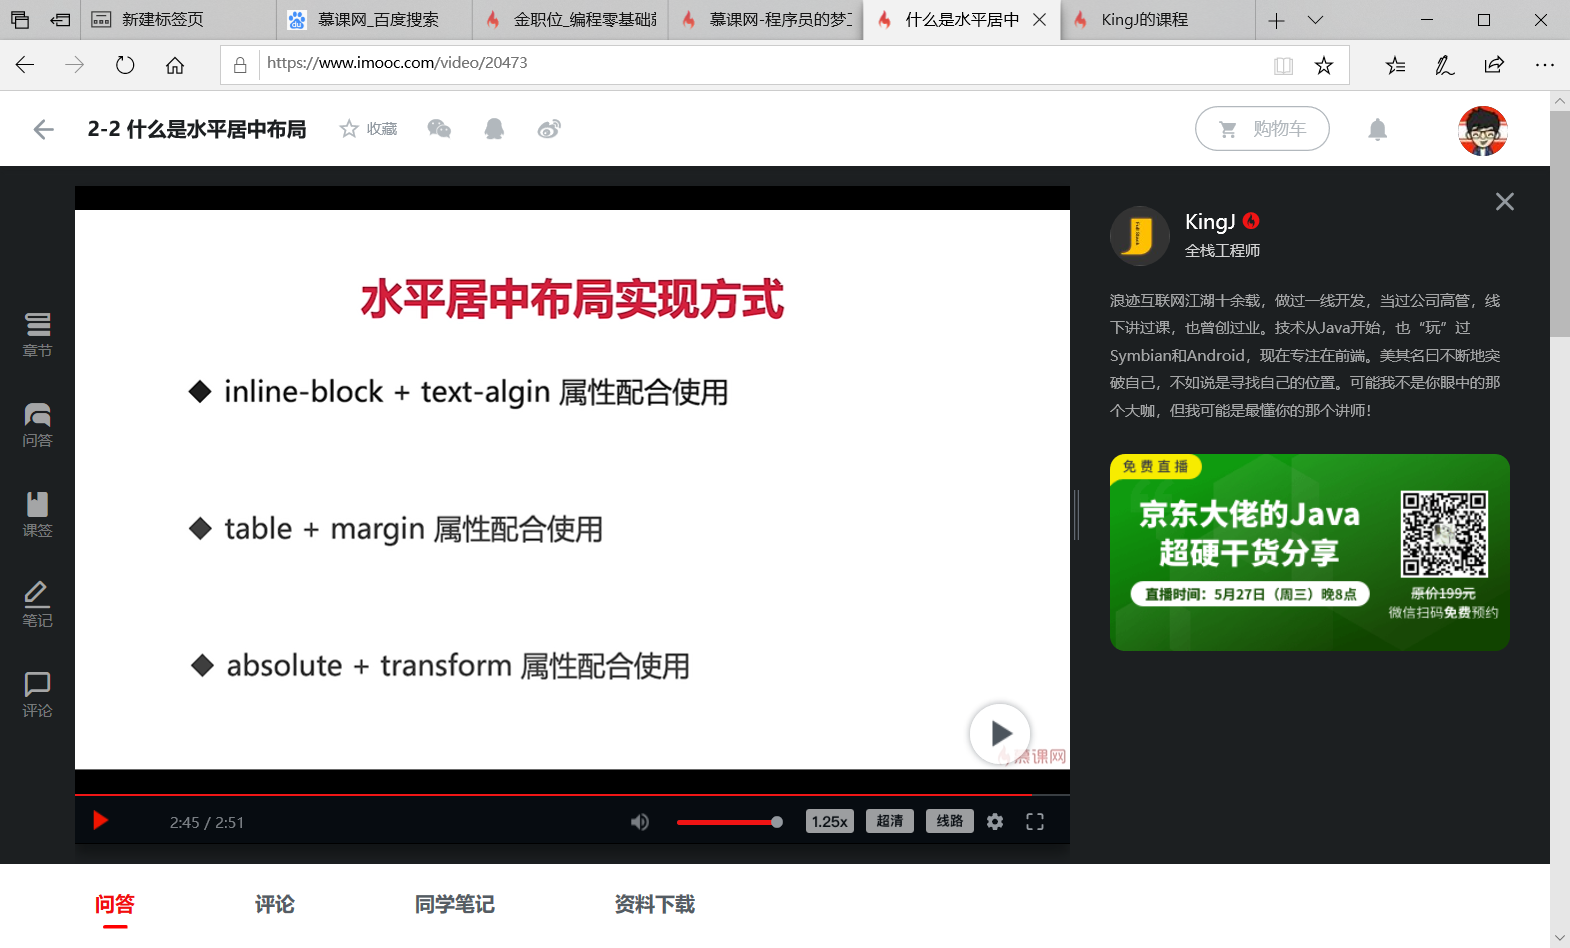 新建标签页
慕课网_百度搜索
金职位_编程零基础
慕课网-程序员的梦工
什么是水平居中
KingJ的课程
https://www.imooc.com/video/20473
2-2 什么是水平居中布局
收藏
购物车
章节
问答
课签
笔记
评论
水平居中布局实现方式
inline-block + text-algin 属性配合使用
table + margin 属性配合使用
absolute + transform 属性配合使用
慕课网
2:45 / 2:51
1.25x
超清
线路
KingJ
全栈工程师
浪迹互联网江湖十余载，做过一线开发，当过公司高管，线
下讲过课，也曾创过业。技术从Java开始，也“玩”过
Symbian和Android，现在专注在前端。美其名曰不断地突
破自己，不如说是寻找自己的位置。可能我不是你眼中的那
个大咖，但我可能是最懂你的那个讲师！
免费直播
京东大佬的Java
超硬干货分享
直播时间：5月27日（周三）晚8点
原价199元
微信扫码免费预约
问答
评论
同学笔记
资料下载